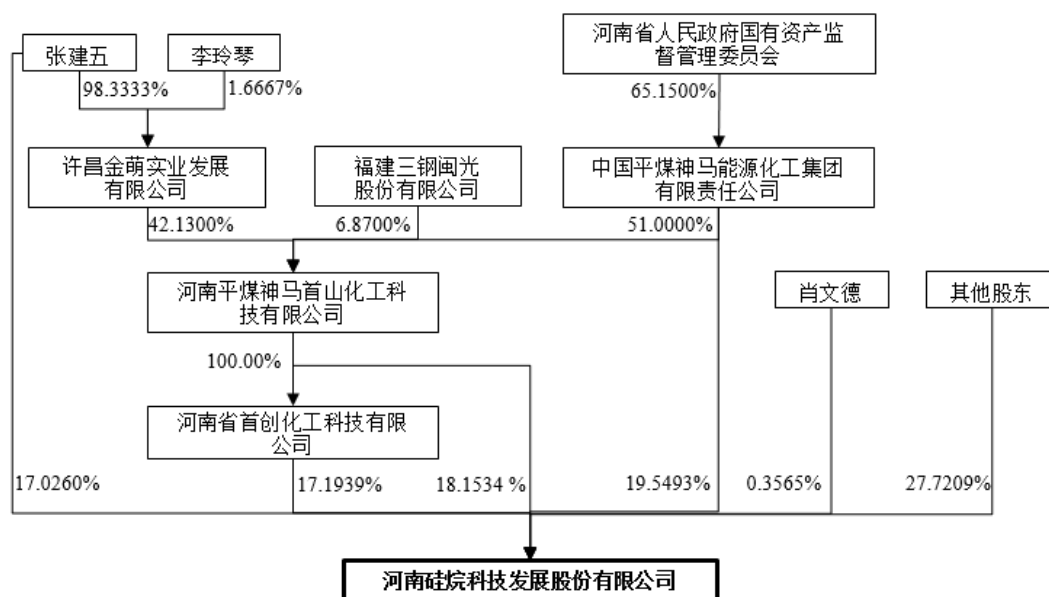 河南省人民政府国有资产监
督管理委员会
张建五
李玲琴
98.3333%
1.6667%
65.1500%
许昌金萌实业发展
有限公司
福建三钢闽光
股份有限公司
中国平煤神马能源化工集团
有限责任公司
42.1300%
6.8700%
51.0000%
河南平煤神马首山化工科
技有限公司
肖文德
其他股东
100.00%
河南省首创化工科技有限
公司
17.0260%
17.1939%
18.1534 %
19.5493%
0.3565%
27.7209%
河南硅烷科技发展股份有限公司